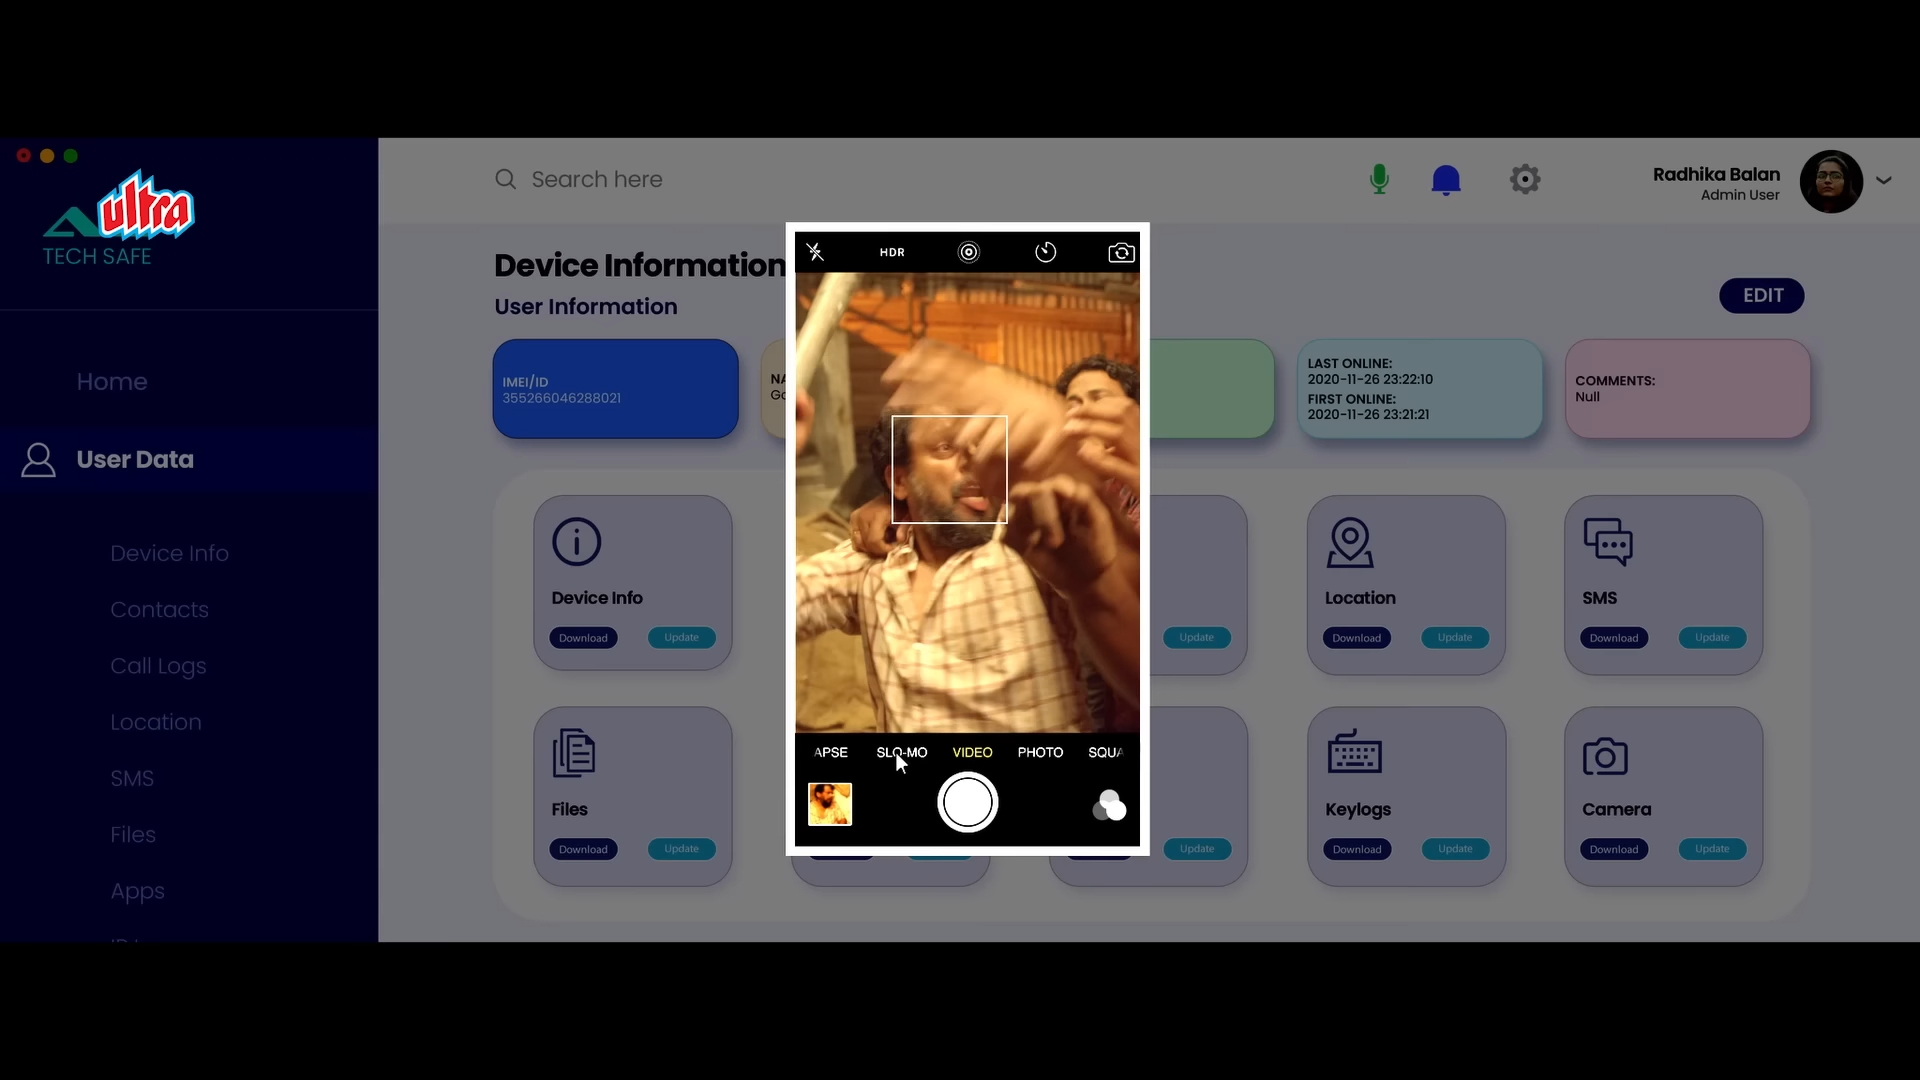 ultra
TECH SAFE
Search here
Radhika Balan
Admin User
HDR
Device Information
User Information
EDIT
IMEI/ID
355266046288021
LAST ONLINE:
2020-11-26 23:22:10
FIRST ONLINE:
2020-11-26 23:21:21
COMMENTS:
Null
Home
User Data
Device Info
Contacts
Call Logs
Location
SMS
Files
Apps
Device Info
Download Update
Update
Location
Download Update
SMS
Download Update
APSE SLO-MO VIDEO PHOTO SQUA
Files
Download Update
Update
Keylogs
Download Update
Camera
Download Update